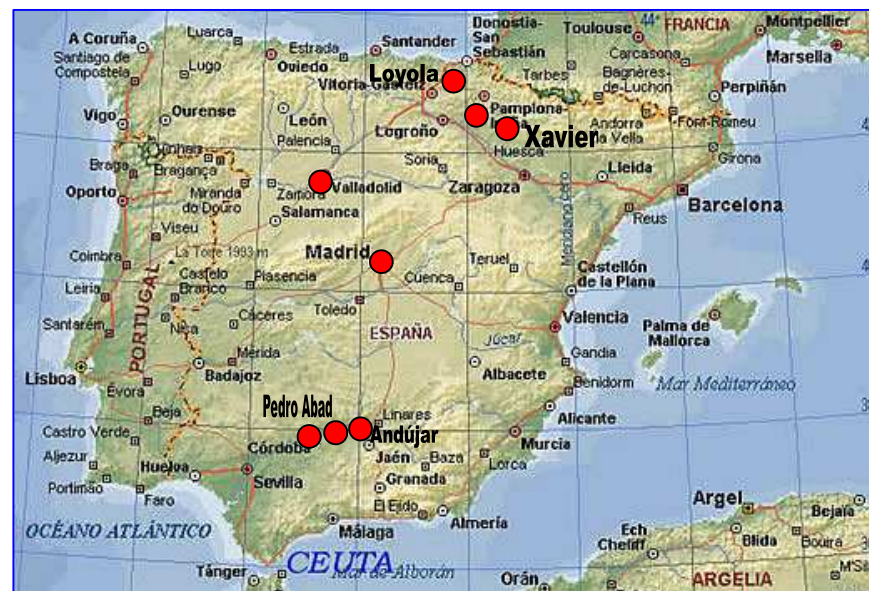 A Coruña
Luarca
Santiago de
Compostela
Lugo
Estrada
Oviedo
Santander
Donostia-
San
Sebastián
Toulouse
44°
FRANCIA
Montpellier
Marsella
Carcasona
Tarbes
Bagnères-
de-Luchon
Perpiñán
Loyola
Vitoria-Gasteiz
Pamplona-
Vigo
Ourense
León
Palencia
Logroño
Xavier
Huesca
Andorra
la Vella
Font-Romeu
Girona
Braga
Bragança
Soria
Lleida
Zaragoza
Oporto
Miranda
do Douro
Zamora
Valladolid
Salamanca
Reus
Barcelona
Viseu
La Torre 1993 m
Madrid
Meridiano cero
Teruel
Coimbra
Castelo
Branco
Plasencia
Cuenca
Castellón
de la Plana
Leiria
PORTUGAL
Toledo
Santarém
Nisa
Cáceres
ESPAÑA
Júcar
Valencia
Palma de
Mallorca
Mérida
Lisboa
Badajoz
Albacete
Gandia
Évora
Benidorm
Mar Mediterráneo
Beja
Pedro Abad
Linares
Alicante
Castro Verde
Córdoba
Andújar
Murcia
Aljezur
Huelva
Jaén
Baza
Lorca
Portimão
Faro
Sevilla
Granada
El Ejido
Argel
Bejaïa
OCÉANO ATLÁNTICO
Málaga
Almería
Ech
Cheliff
Blida
Bouira
CEUTA
Tánger
Mar de Alborán
Orán
ARGELIA
M'Sil